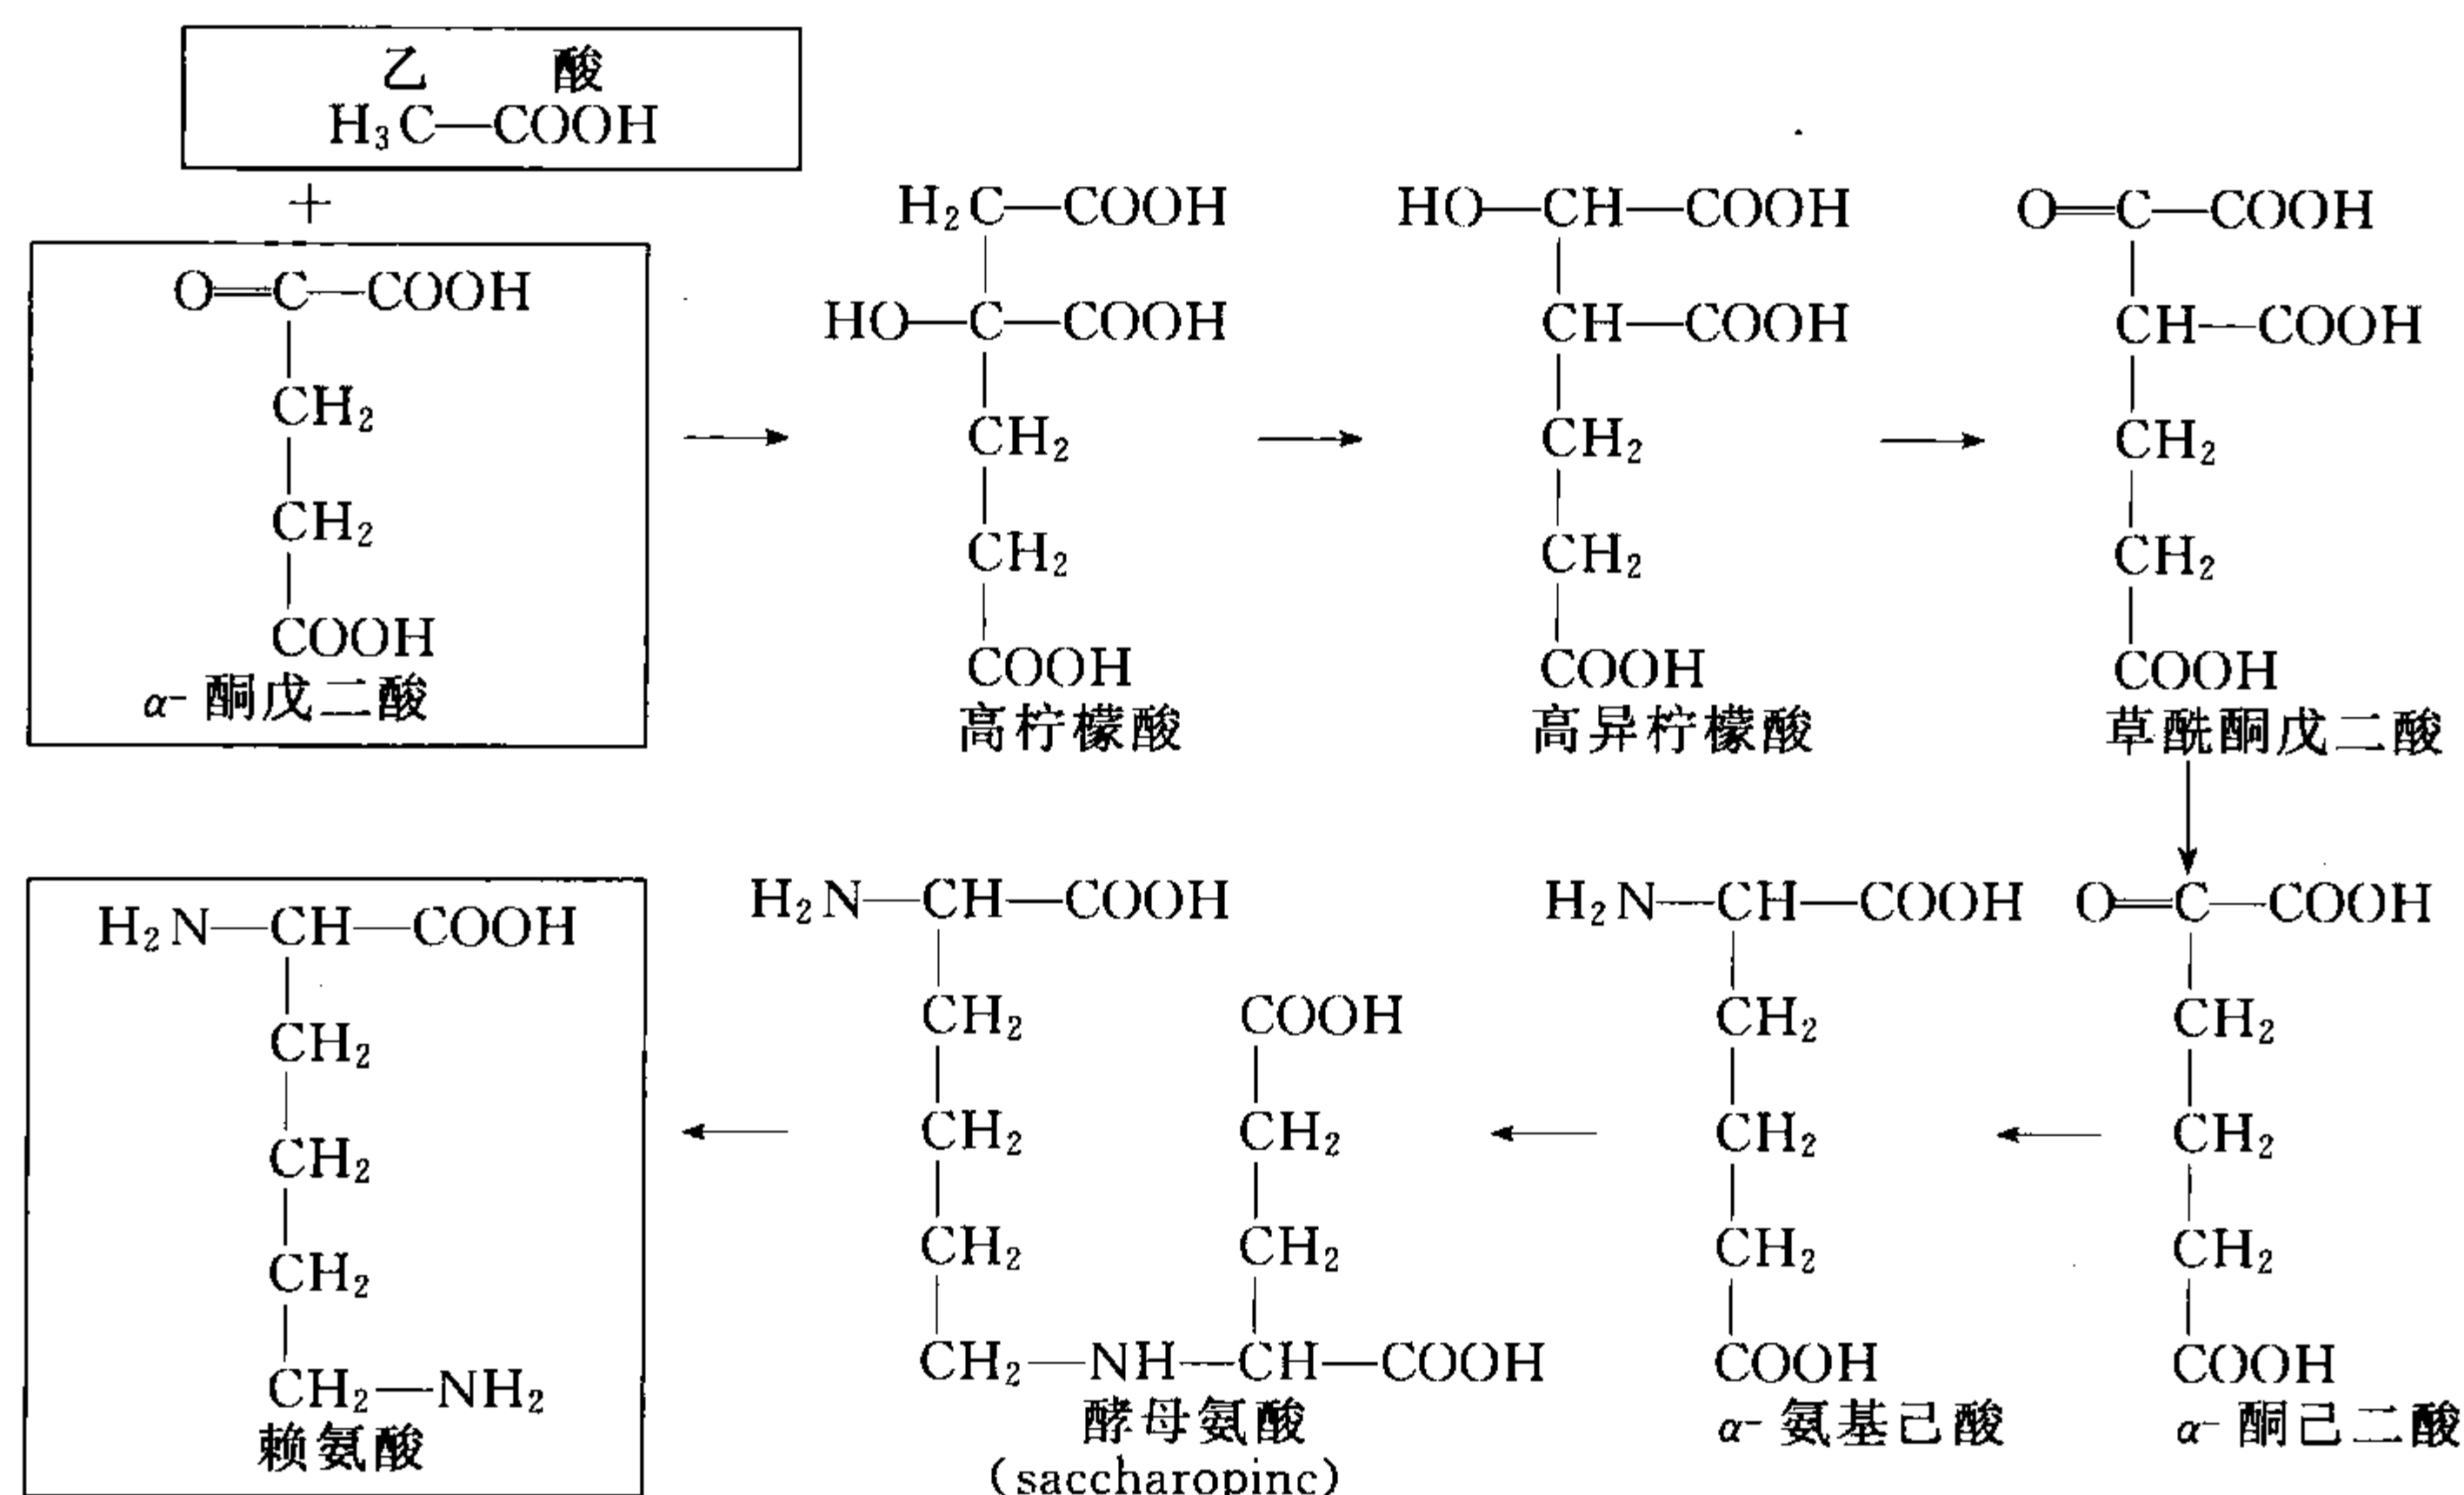 乙 酸
H₃C—COOH
+
O=C—COOH
CH₂
CH₂
COOH
α-酮戊二酸
H₂C—COOH
HO—C—COOH
CH₂
CH₂
COOH
高柠檬酸
HO—CH—COOH
CH—COOH
CH₂
CH₂
COOH
高异柠檬酸
O=C—COOH
CH—COOH
CH₂
CH₂
COOH
草酰酮戊二酸
O=C—COOH
CH₂
CH₂
CH₂
COOH
α-酮己二酸
H₂N—CH—COOH
CH₂
CH₂
CH₂
COOH
α-氨基己酸
H₂N—CH—COOH
CH₂ COOH
CH₂ CH₂
CH₂ CH₂
CH₂—NH—CH—COOH
酵母氨酸
(saccharopinc)
H₂N—CH—COOH
CH₂
CH₂
CH₂
CH₂—NH₂
赖氨酸